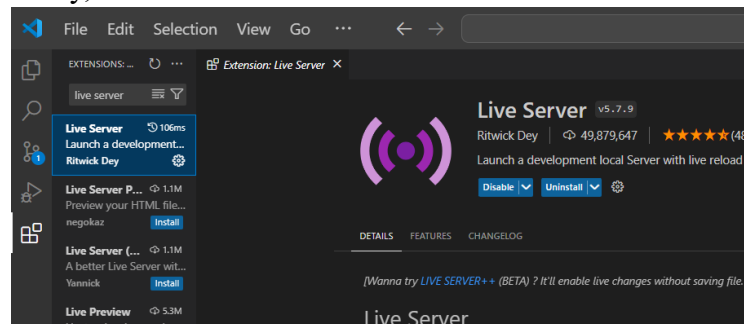 File Edit Selection View Go ···
EXTENSIONS: ... ···
Extension: Live Server
live server
Live Server 106ms
Launch a development...
Ritwick Dey
Live Server P... 1.1M
Preview your HTML file...
negokaz Install
Live Server (... 1.1M
A better Live Server wit...
Yannick Install
Live Preview 5.3M
Live Server v5.7.9
Ritwick Dey 49,879,647 (48
Launch a development local Server with live reload
Disable Uninstall
DETAILS FEATURES CHANGELOG
[Wanna try LIVE SERVER++ (BETA) ? It'll enable live changes without saving file.
Live Server
1